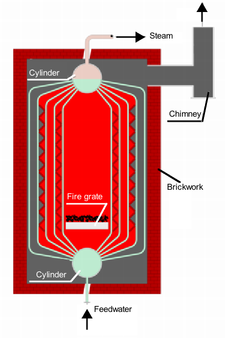 Steam
Cylinder
Chimney
Brickwork
Fire grate
Cylinder
Feedwater